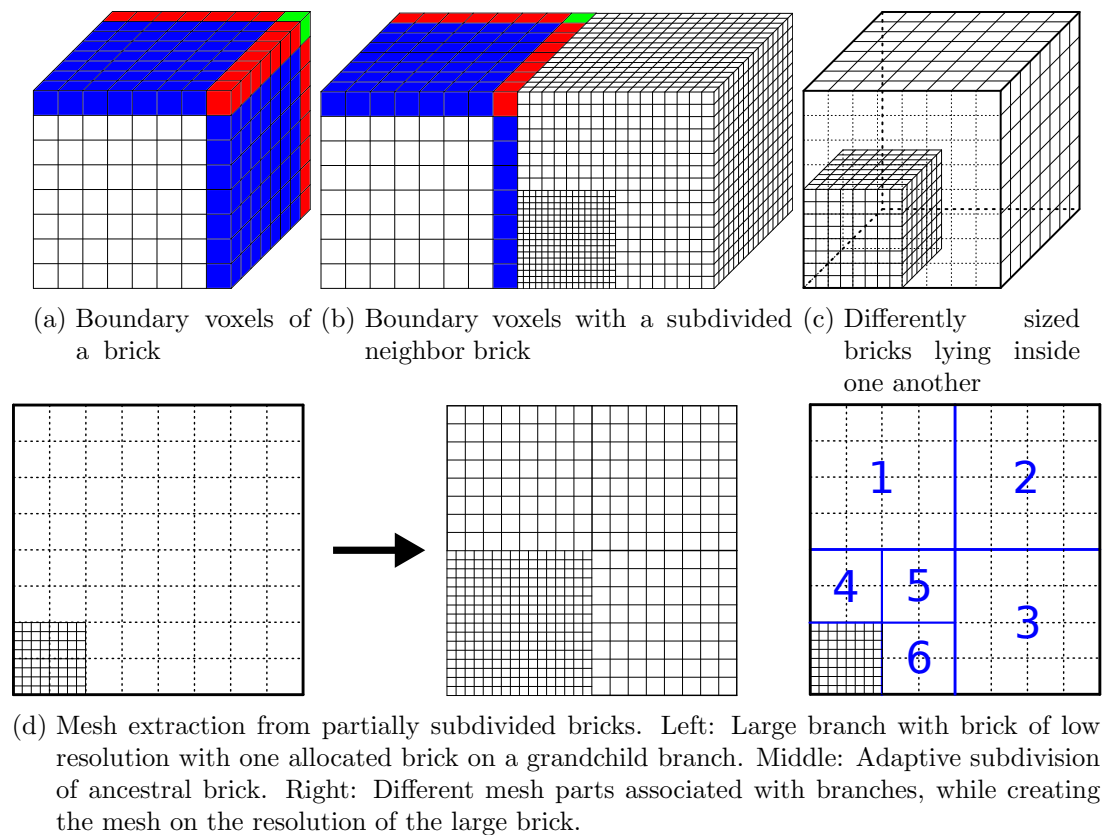 (a) Boundary voxels of
a brick
(b) Boundary voxels with a subdivided
neighbor brick
(c) Differently sized
bricks lying inside
one another
1
2
4
5
3
6
(d) Mesh extraction from partially subdivided bricks. Left: Large branch with brick of low
resolution with one allocated brick on a grandchild branch. Middle: Adaptive subdivision
of ancestral brick. Right: Different mesh parts associated with branches, while creating
the mesh on the resolution of the large brick.